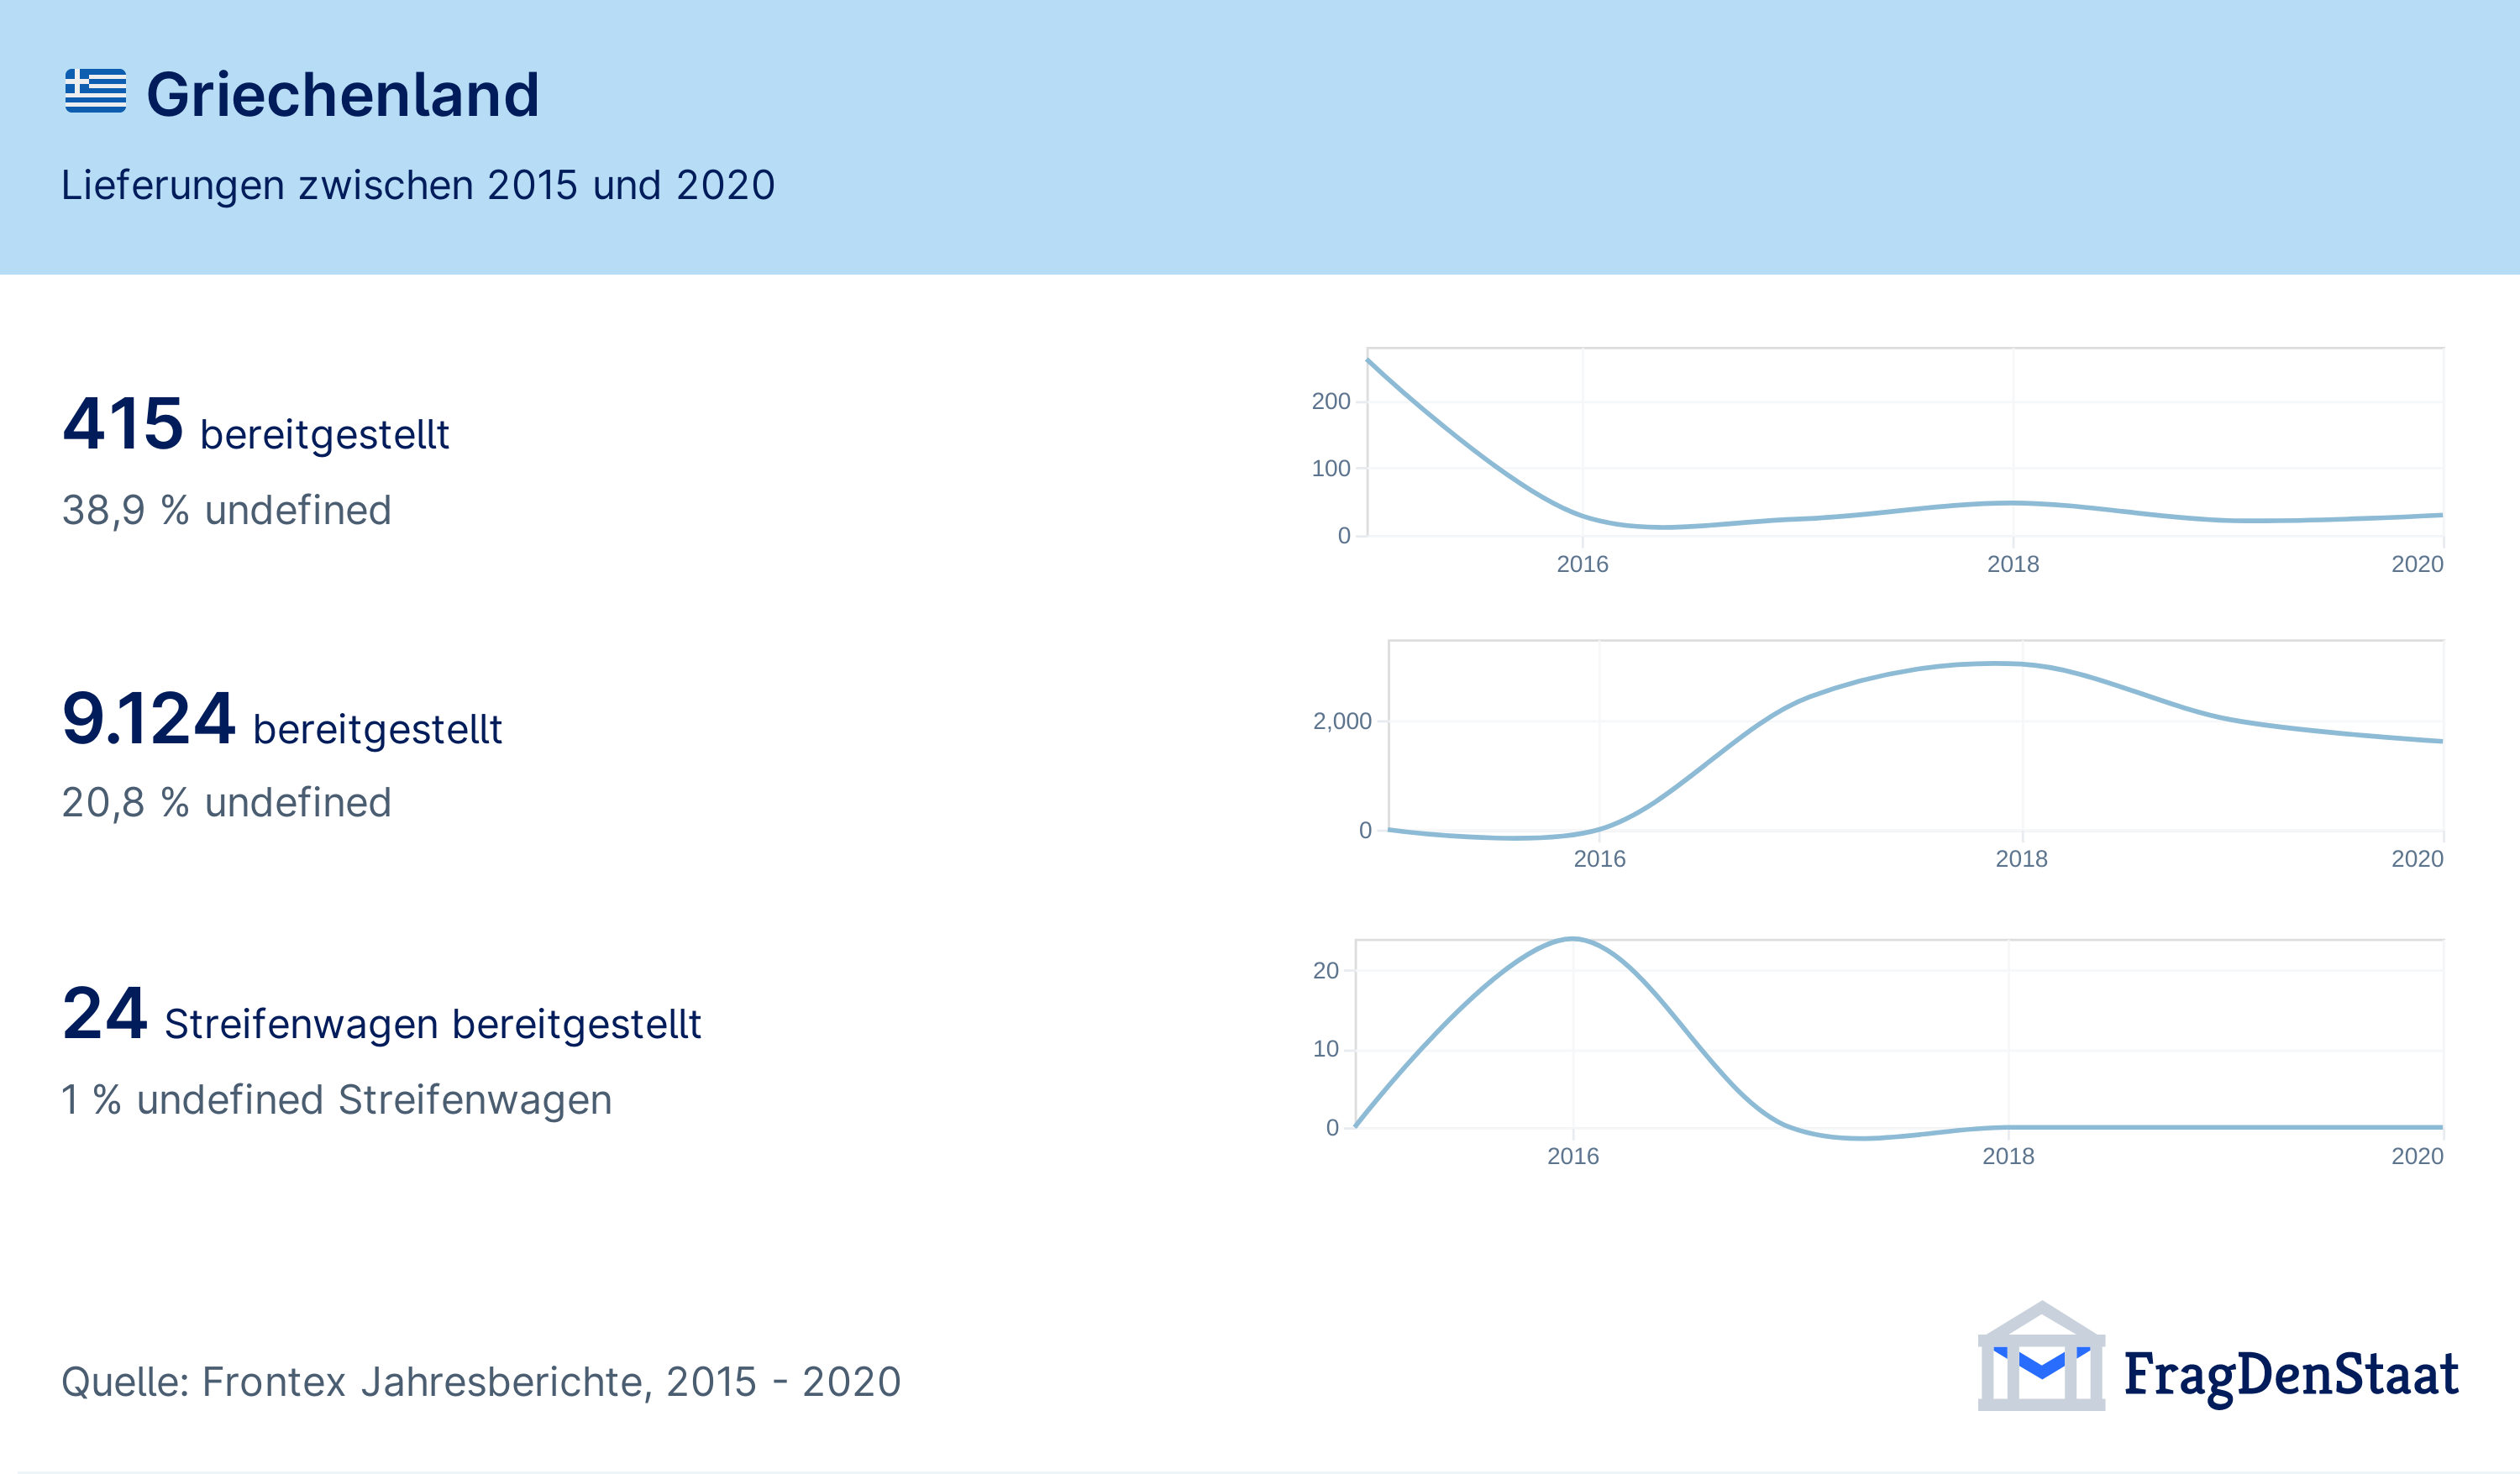 Griechenland
Lieferungen zwischen 2015 und 2020
415 bereitgestellt
38,9 % undefined
200
100
0
2016 2018 2020
9.124 bereitgestellt
20,8 % undefined
2,000
0
2016 2018 2020
24 Streifenwagen bereitgestellt
1 % undefined Streifenwagen
20
10
0
2016 2018 2020
Quelle: Frontex Jahresberichte, 2015 - 2020
FragDenStaat